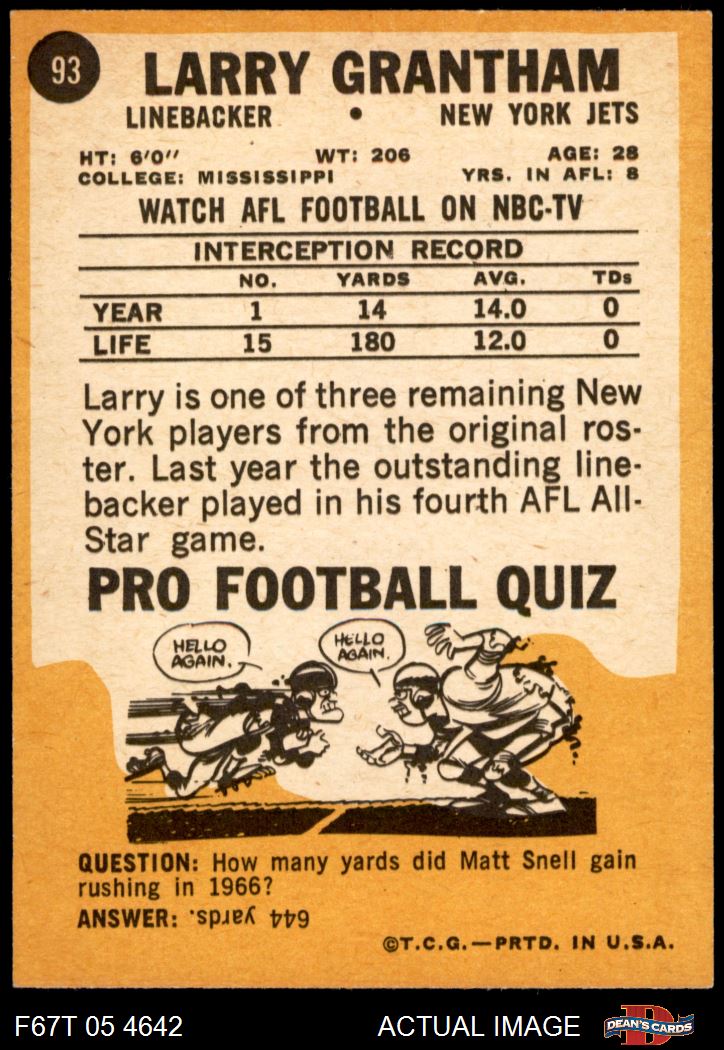 93
LARRY GRANTHAM
LINEBACKER • NEW YORK JETS
HT: 6'0" WT: 206 AGE: 28
COLLEGE: MISSISSIPPI YRS. IN AFL: 8
WATCH AFL FOOTBALL ON NBC-TV
INTERCEPTION RECORD
NO. YARDS AVG. TDs
YEAR 1 14 14.0 0
LIFE 15 180 12.0 0
Larry is one of three remaining New
York players from the original ros-
ter. Last year the outstanding line-
backer played in his fourth AFL All-
Star game.
PRO FOOTBALL QUIZ
HELLO
AGAIN.
HELLO
AGAIN.
QUESTION: How many yards did Matt Snell gain
rushing in 1966?
ANSWER: 644 yards.
©T.C.G.—PRTD. IN U.S.A.
F67T 05 4642 ACTUAL IMAGE
D
DEAN'S CARDS